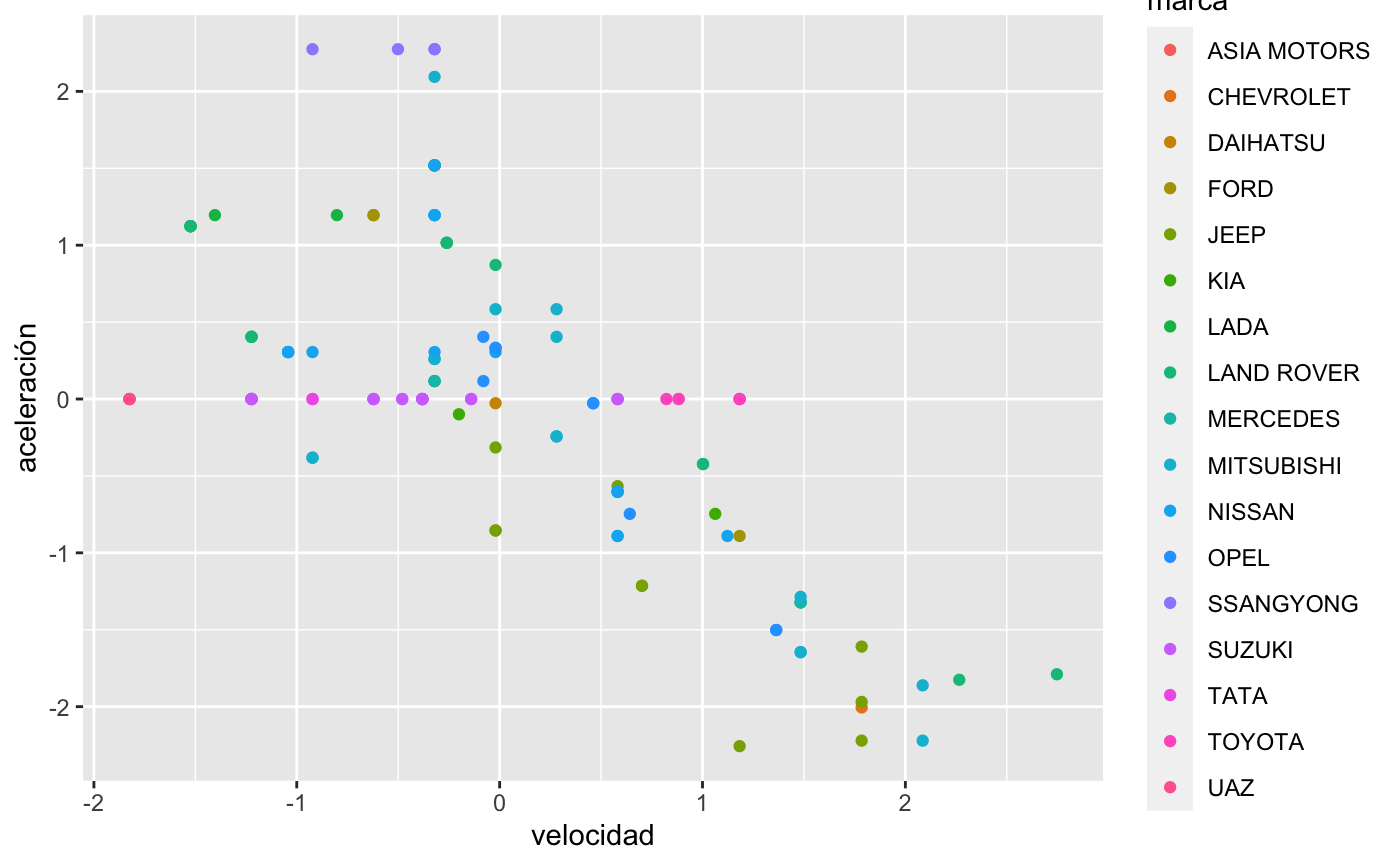 marca
ASIA MOTORS
CHEVROLET
DAIHATSU
FORD
JEEP
KIA
LADA
LAND ROVER
MERCEDES
MITSUBISHI
NISSAN
OPEL
SSANGYONG
SUZUKI
TATA
TOYOTA
UAZ
aceleración
2
1
0
-1
-2
-2 -1 0 1 2
velocidad